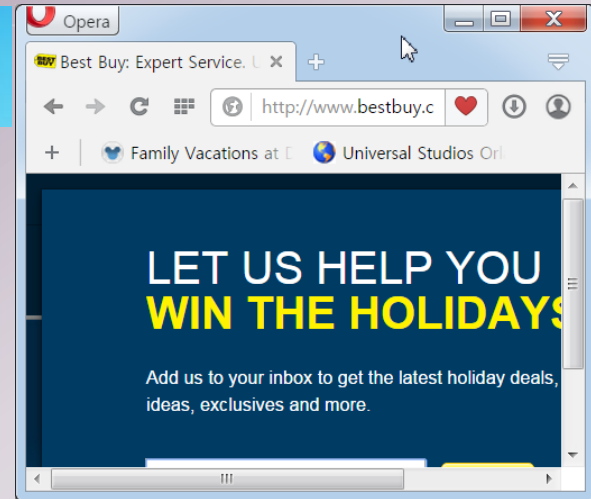 Opera
BUY Best Buy: Expert Service.
http://www.bestbuy.c
Family Vacations at
Universal Studios Orl
LET US HELP YOU
WIN THE HOLIDAYS
Add us to your inbox to get the latest holiday deals,
ideas, exclusives and more.